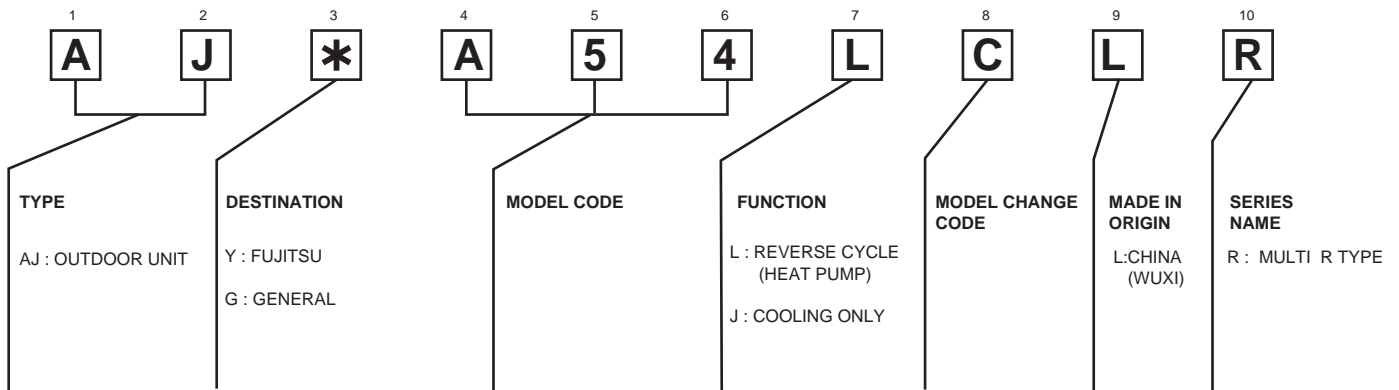 1 2 3 4 5 6 7 8 9 10
A J * A 5 4 L C L R
TYPE
AJ : OUTDOOR UNIT
DESTINATION
Y : FUJITSU
G : GENERAL
MODEL CODE
FUNCTION
L : REVERSE CYCLE
(HEAT PUMP)
J : COOLING ONLY
MODEL CHANGE
CODE
MADE IN
ORIGIN
L:CHINA
(WUXI)
SERIES
NAME
R : MULTI R TYPE